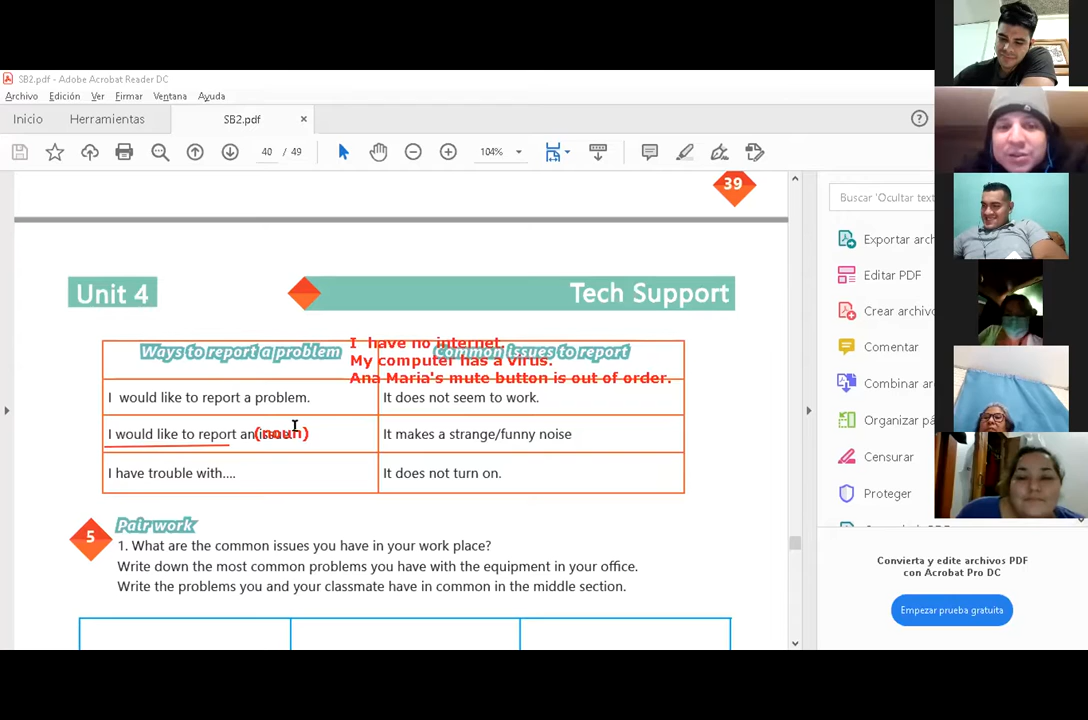 SB2.pdf - Adobe Acrobat Reader DC
Archivo Edición Ver Firmar Ventana Ayuda
Inicio Herramientas SB2.pdf ×
40 / 49 104%
39
Buscar 'Ocultar text
Exportar arch
Editar PDF
Crear archivo
Comentar
Combinar ar
Organizar pá
Censurar
Proteger
Convierta y edite archivos PDF
con Acrobat Pro DC
Empezar prueba gratuita
Unit 4 Tech Support
I have no internet.
Ways to report a problem Common issues to report
My computer has a virus.
Ana Maria's mute button is out of order.
I would like to report a problem. It does not seem to work.
I would like to report an (noun) It makes a strange/funny noise
I have trouble with.... It does not turn on.
5 Pair work
1. What are the common issues you have in your work place?
Write down the most common problems you have with the equipment in your office.
Write the problems you and your classmate have in common in the middle section.